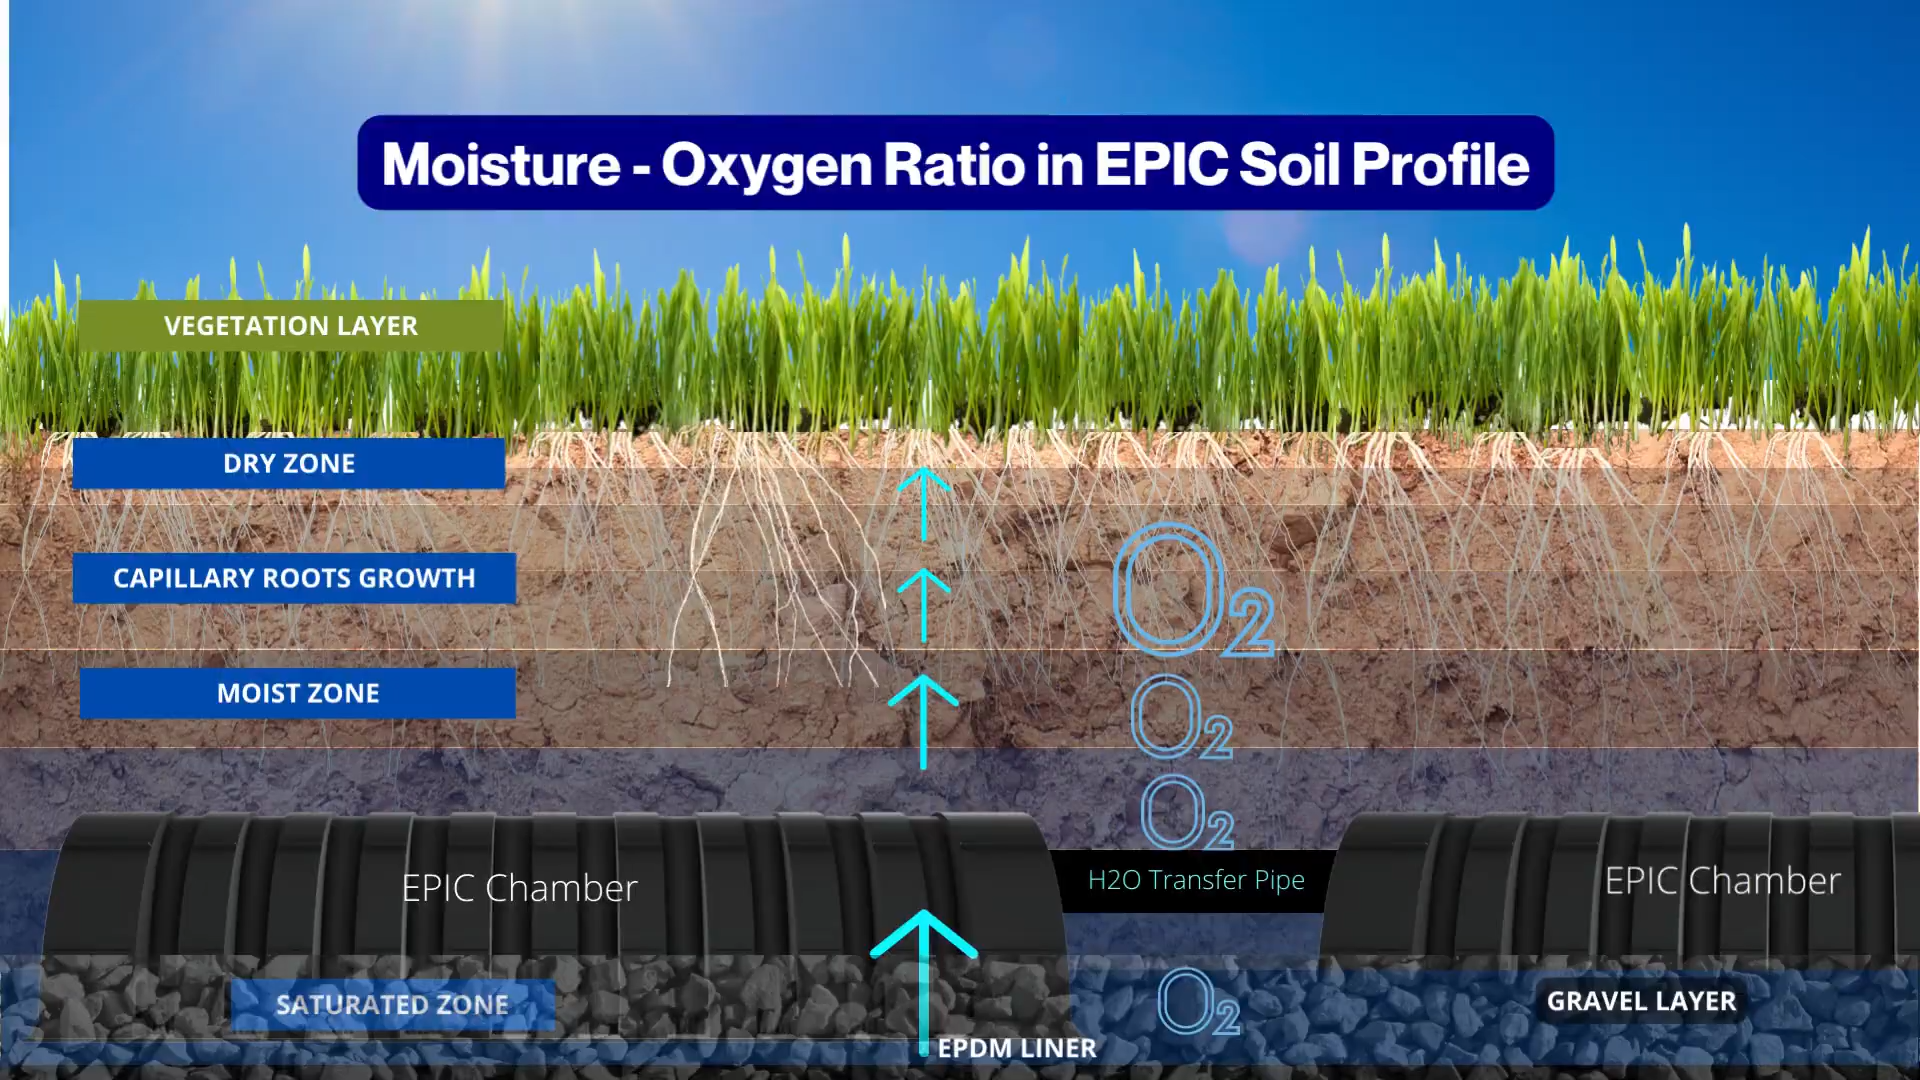 Moisture - Oxygen Ratio in EPIC Soil Profile
VEGETATION LAYER
DRY ZONE
CAPILLARY ROOTS GROWTH
O2
MOIST ZONE
O2
O2
EPIC Chamber
H2O Transfer Pipe
EPIC Chamber
SATURATED ZONE
O2
GRAVEL LAYER
EPDM LINER